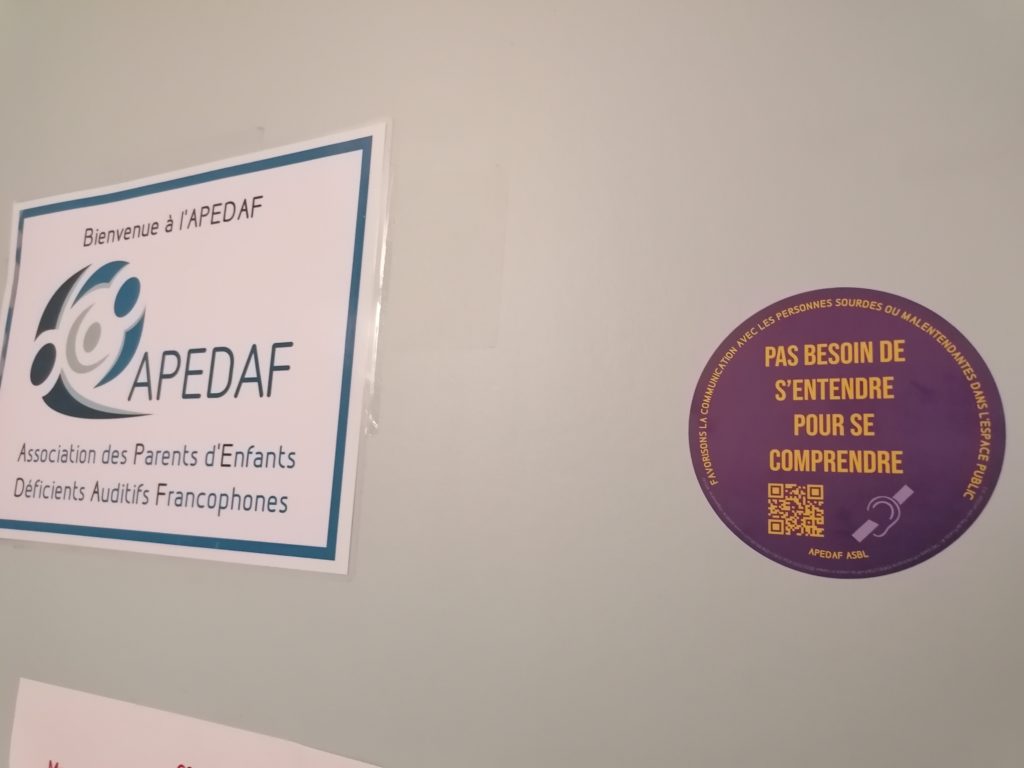 Bienvenue à l'APEDAF
APEDAF
Association des Parents d'Enfants
Déficients Auditifs Francophones
FAVORISONS LA COMMUNICATION AVEC LES PERSONNES SOURDES OU MALENTENDANTES DANS L'ESPACE PUBLIC
PAS BESOIN DE
S'ENTENDRE
POUR SE
COMPRENDRE
APEDAF ASBL